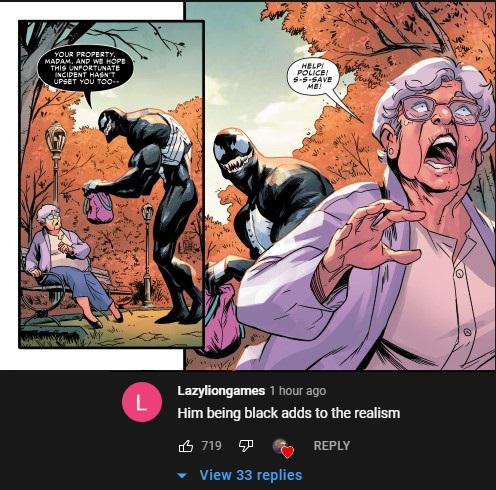 YOUR PROPERTY,
MADAM. AND WE HOPE
THIS UNFORTUNATE
INCIDENT HASN'T
UPSET YOU TOO--
HELP!
POLICE!
S-S-SAVE
ME!
L
Lazyliongames 1 hour ago
Him being black adds to the realism
719 REPLY
View 33 replies